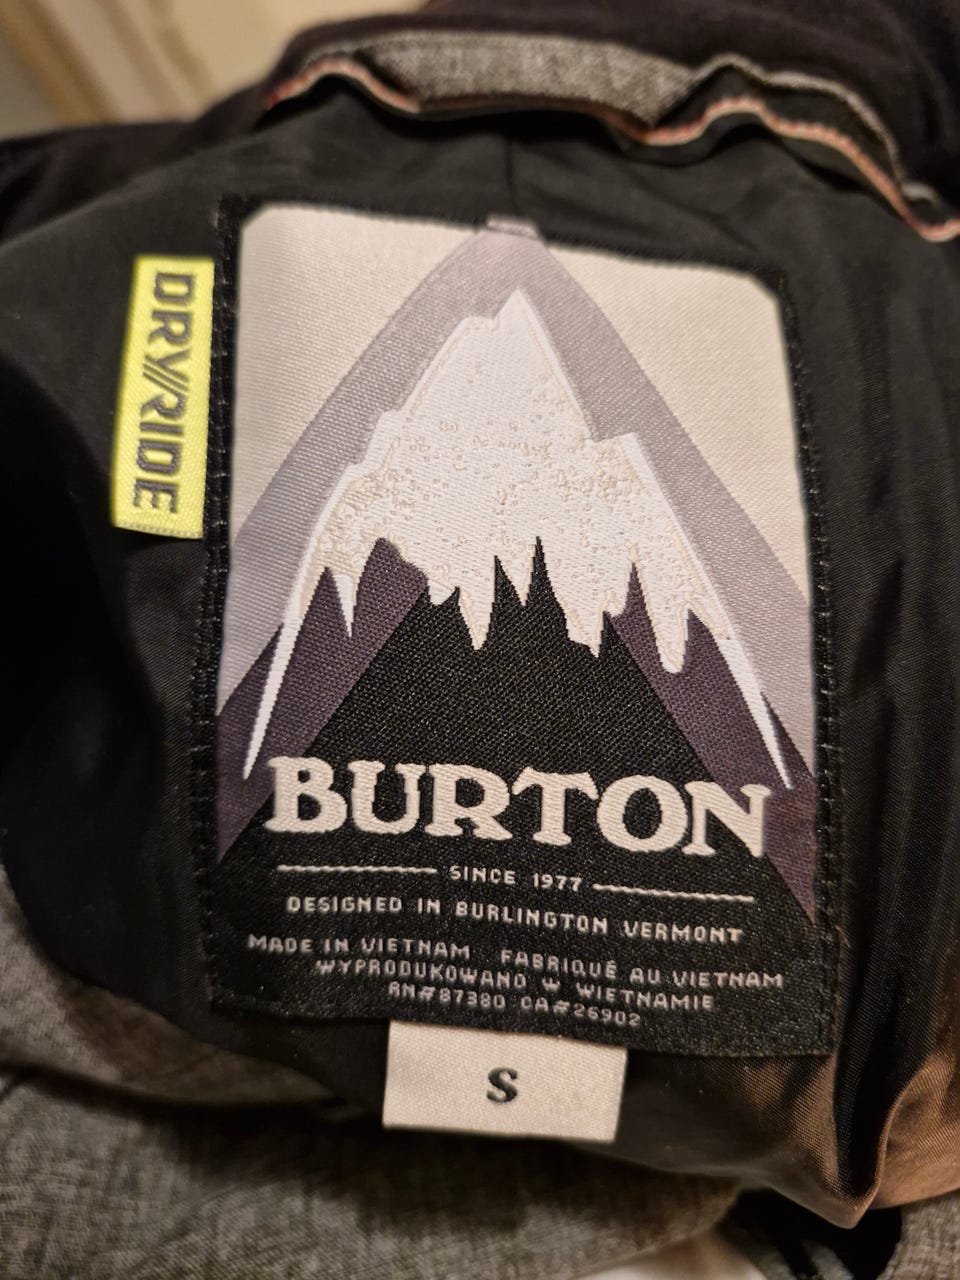 DRY//RIDE
BURTON
SINCE 1977
DESIGNED IN BURLINGTON VERMONT
MADE IN VIETNAM FABRIQUÉ AU VIETNAM
WYPRODUKOWANO W WIETNAMIE
RN#87380 CA#26902
S